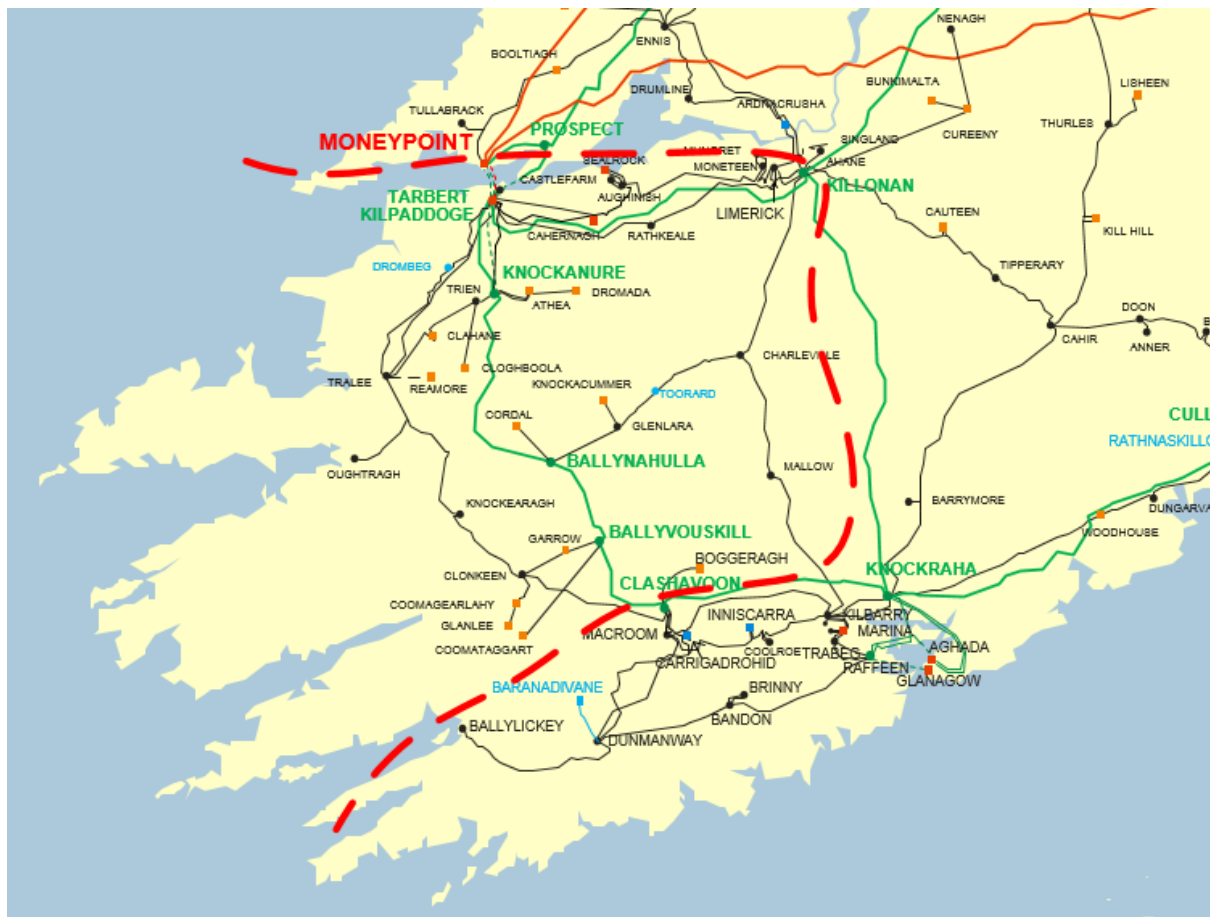 NENAGH
ENNIS
BOOLTIAGH
LISHEEN
BUNKIMALTA
DRUMLINE
ARDNACRUSHA
TULLABRACK
THURLES
CUREENY
PROSPECT
MONEYPOINT
SINGLAND
MUNGRET
SEALROCK
MONETEEN
AHANE
CASTLEFARM
AUGHINISH
KILLONAN
TARBERT
KILPADDOGE
LIMERICK
CAUTEEN
KILL HILL
CAHERNAGH
RATHKEALE
DROMBEG
KNOCKANURE
TIPPERARY
TRIEN
ATHEA
DROMADA
DOON
CLAHANE
CAHIR
ANNER
CHARLEVILLE
CLOGHBOOLA
TRALEE
REAMORE
KNOCKACUMMER
TOORARD
CORDAL
GLENLARA
CULL
RATHNASKILLO
BALLYNAHULLA
MALLOW
OUGHTRAGH
KNOCKEARAGH
BARRYMORE
DUNGARVA
BALLYVOUSKILL
WOODHOUSE
GARROW
BOGGERAGH
KNOCKRAHA
CLONKEEN
CLASHAVOON
COOMAGEARLAHY
INNISCARRA
KILBARRY
GLANLEE
MACROOM
MARINA
COOMATAGGART
COOLROE
TRABEG
AGHADA
CARRIGADROHID
RAFFEEN
GLANAGOW
BARANADIVANE
BRINNY
BALLYLICKEY
BANDON
DUNMANWAY